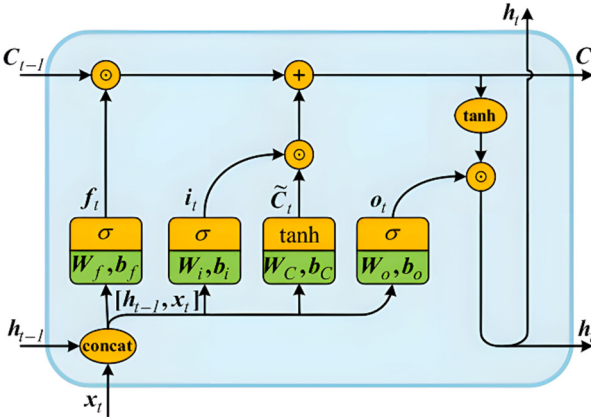 h_t
C_{t-1} ⊙ + C
tanh
⊙ ⊙
f_t i_t C̃_t o_t
σ σ tanh σ
W_f, b_f W_i, b_i W_C, b_C W_o, b_o
[h_{t-1}, x_t]
h_{t-1} concat h_t
x_t